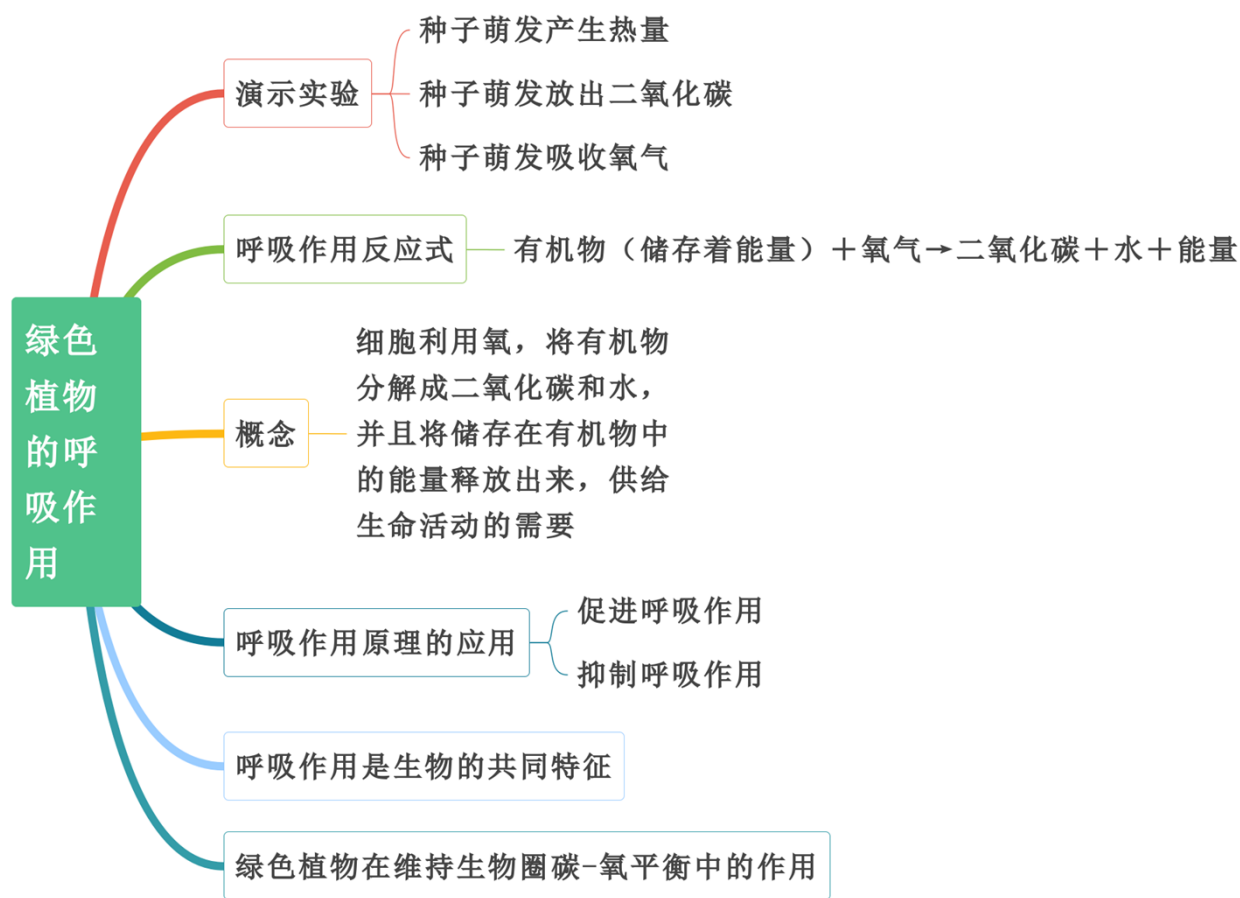 绿色
植物
的呼
吸作
用
演示实验
种子萌发产生热量
种子萌发放出二氧化碳
种子萌发吸收氧气
呼吸作用反应式
有机物（储存着能量）＋氧气→二氧化碳＋水＋能量
概念
细胞利用氧，将有机物
分解成二氧化碳和水，
并且将储存在有机物中
的能量释放出来，供给
生命活动的需要
呼吸作用原理的应用
促进呼吸作用
抑制呼吸作用
呼吸作用是生物的共同特征
绿色植物在维持生物圈碳-氧平衡中的作用